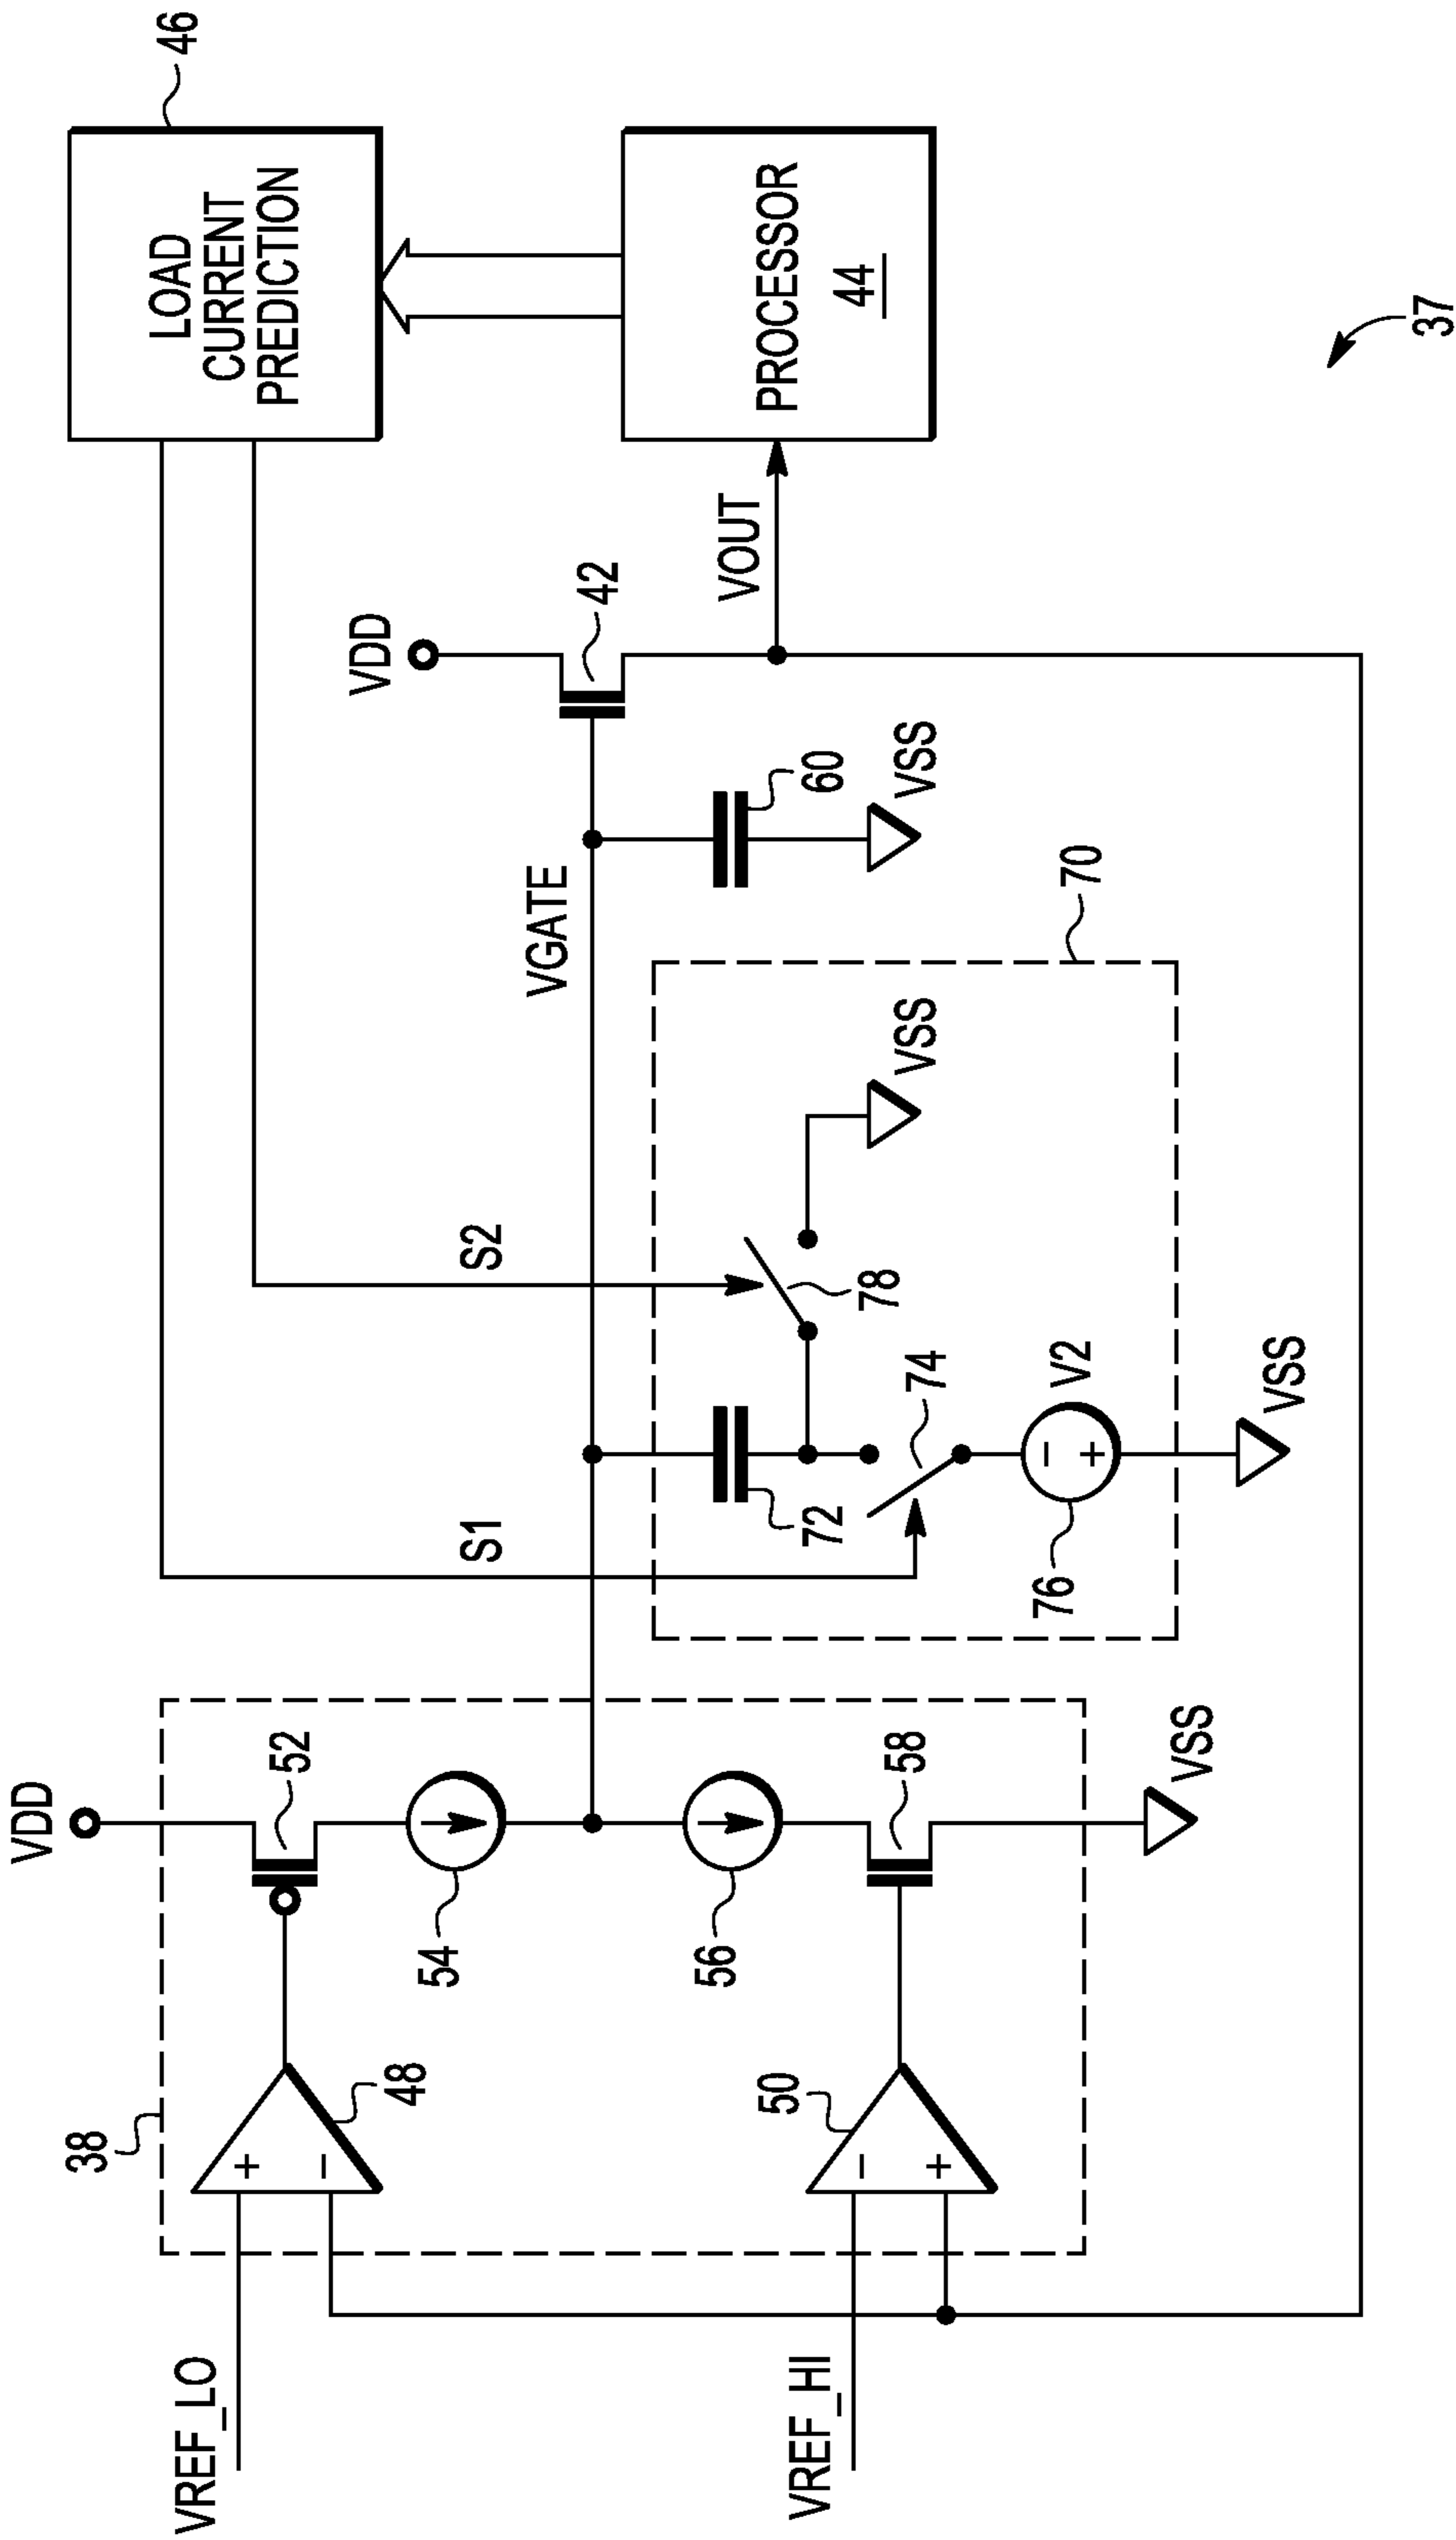 VDD
38
52
54
48
VREF_LO
56
50
58
VREF_HI
VSS
S1
S2
VGATE
72
74
76
V2
78
VSS
VSS
70
60
VSS
VDD
42
VOUT
LOAD
CURRENT
PREDICTION
46
PROCESSOR
44
37
+
−
−
+
−
+